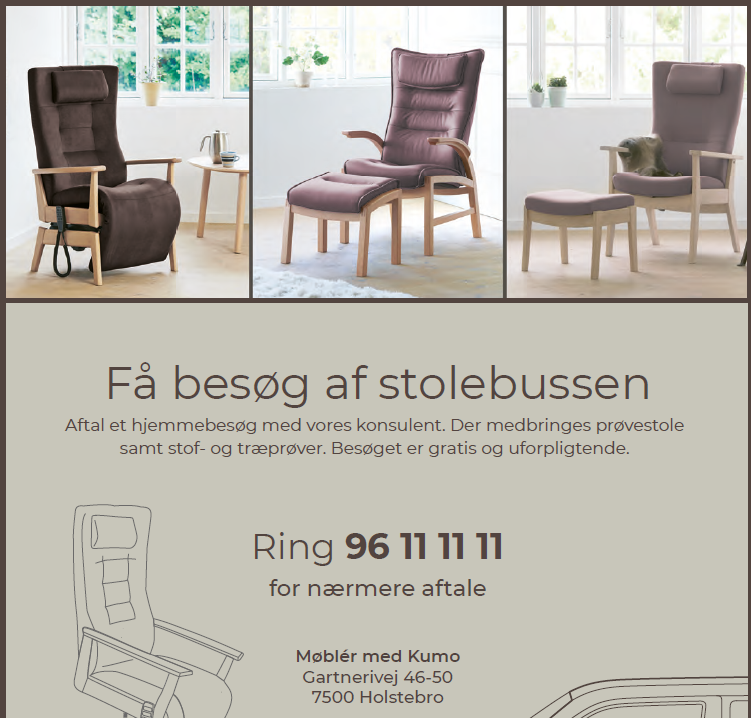 Få besøg af stolebussen
Aftal et hjemmebesøg med vores konsulent. Der medbringes prøvestole
samt stof- og træprøver. Besøget er gratis og uforpligtende.
Ring 96 11 11 11
for nærmere aftale
Møblér med Kumo
Gartnerivej 46-50
7500 Holstebro